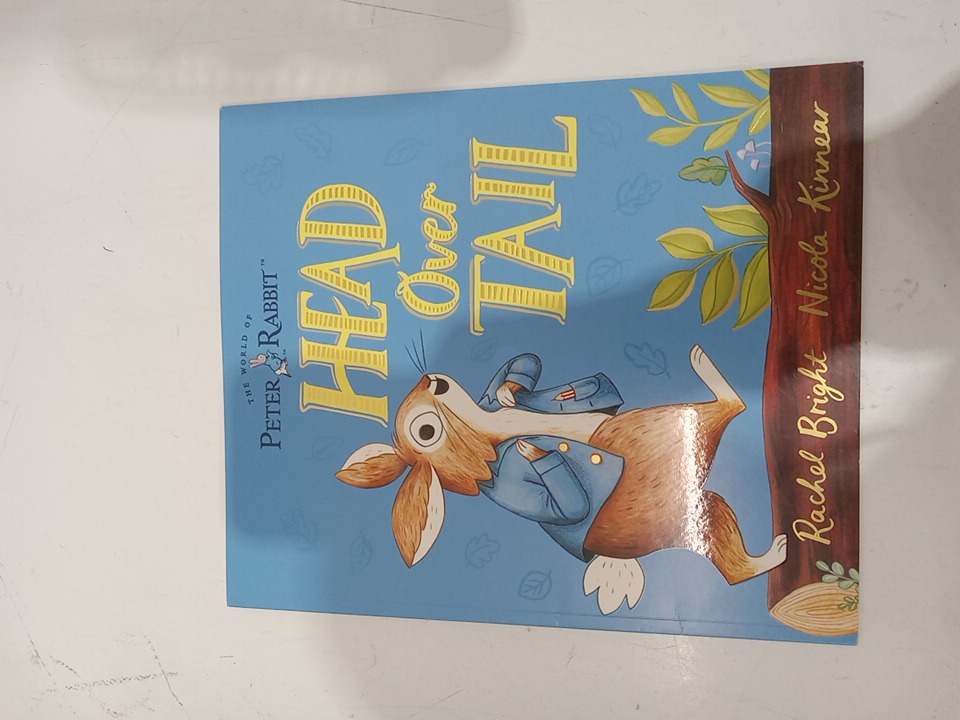 THE WORLD OF
PETER RABBIT™
HEAD
Over
TAIL
Rachel Bright Nicola Kinnear